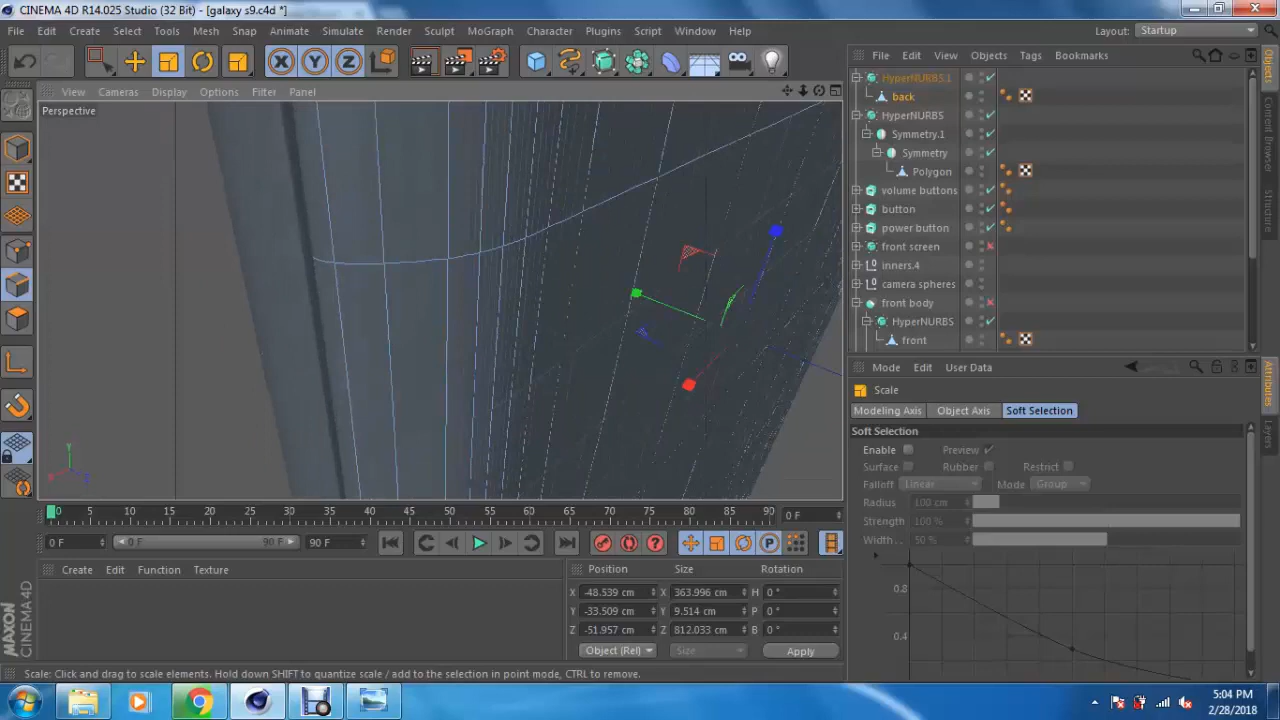 CINEMA 4D R14.025 Studio (32 Bit) - [galaxy s9.c4d *]
File Edit Create Select Tools Mesh Snap Animate Simulate Render Sculpt MoGraph Character Plugins Script Window Help
Layout: Startup
X Y Z
File Edit View Objects Tags Bookmarks
View Cameras Display Options Filter Panel
Perspective
HyperNURBS.1
back
HyperNURBS
Symmetry.1
Symmetry
Polygon
volume buttons
button
power button
front screen
inners.4
camera spheres
front body
HyperNURBS
front
Objects
Content Browser
Structure
Mode Edit User Data
Scale
Modeling Axis Object Axis Soft Selection
Soft Selection
Enable Preview
Surface Rubber Restrict
Falloff Linear Mode Group
Radius 100 cm
Strength 100 %
Width . . 50 %
0.8
0.4
Attributes
Layers
Y
0 5 10 15 20 25 30 35 40 45 50 55 60 65 70 75 80 85 90 0 F
0 F 0 F 90 F 90 F
Create Edit Function Texture
Position Size Rotation
X -48.539 cm X 363.996 cm H 0 °
Y -33.509 cm Y 9.514 cm P 0 °
Z -51.957 cm Z 812.033 cm B 0 °
Object (Rel) Size Apply
MAXON
CINEMA 4D
Scale: Click and drag to scale elements. Hold down SHIFT to quantize scale / add to the selection in point mode, CTRL to remove.
5:04 PM
2/28/2018